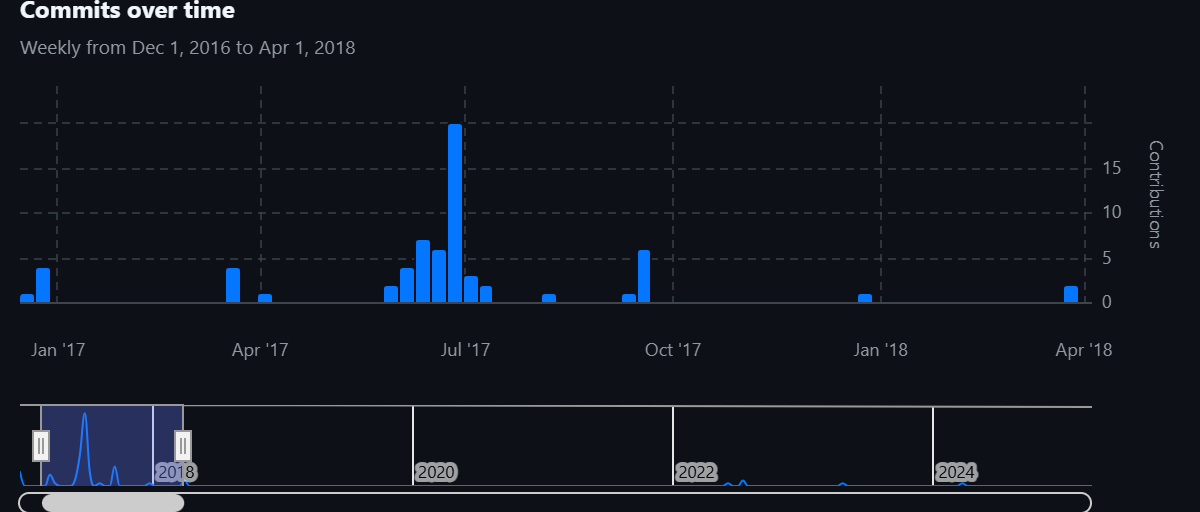 Commits over time
Weekly from Dec 1, 2016 to Apr 1, 2018
15
10
5
0
Contributions
Jan '17 Apr '17 Jul '17 Oct '17 Jan '18 Apr '18
2018 2020 2022 2024